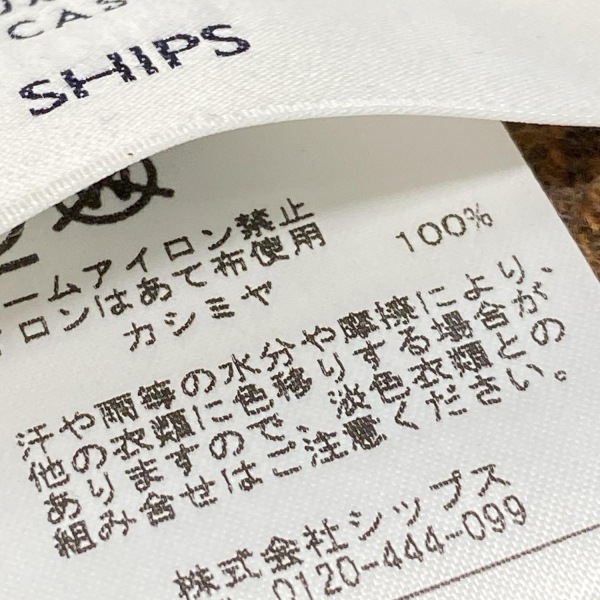 CAS
SHIPS
ームアイロン禁止
イロンはあて布使用
カシミヤ 100%
汗や雨等の水分や摩擦により
他の衣類に色移りする場合が
あります。淡色衣類との
組み合せのはご注意ください。
株式会社シップス
0120-444-099